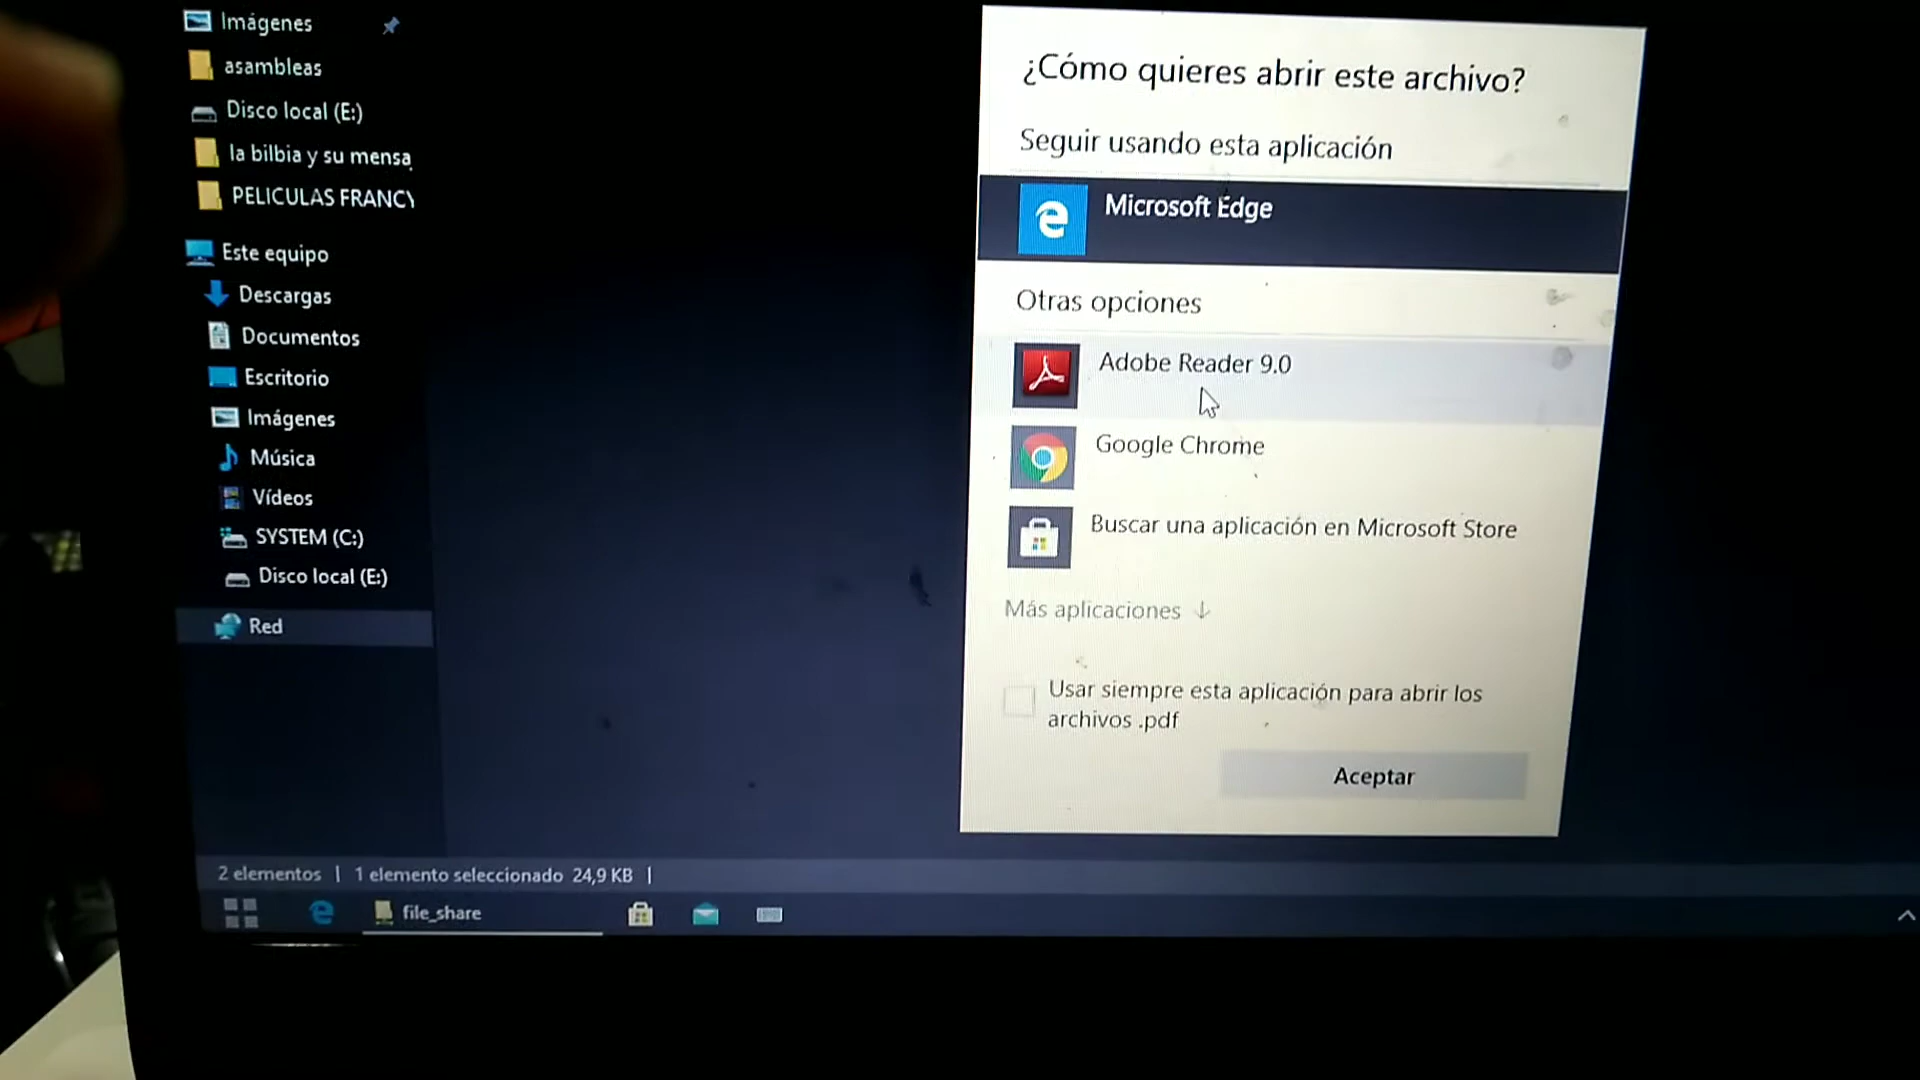 Imágenes
asambleas
Disco local (E:)
la bilbia y su mensa
PELICULAS FRANCY
Este equipo
Descargas
Documentos
Escritorio
Imágenes
Música
Vídeos
SYSTEM (C:)
Disco local (E:)
Red
¿Cómo quieres abrir este archivo?
Seguir usando esta aplicación
Microsoft Edge
Otras opciones
Adobe Reader 9.0
Google Chrome
Buscar una aplicación en Microsoft Store
Más aplicaciones ↓
Usar siempre esta aplicación para abrir los
archivos .pdf
Aceptar
2 elementos | 1 elemento seleccionado 24,9 KB |
file_share